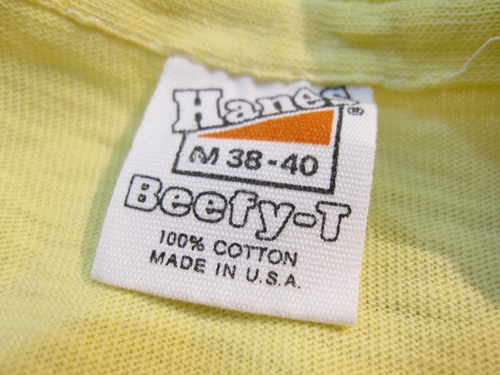 Hanes®
M 38-40
Beefy-T
100% COTTON
MADE IN U.S.A.